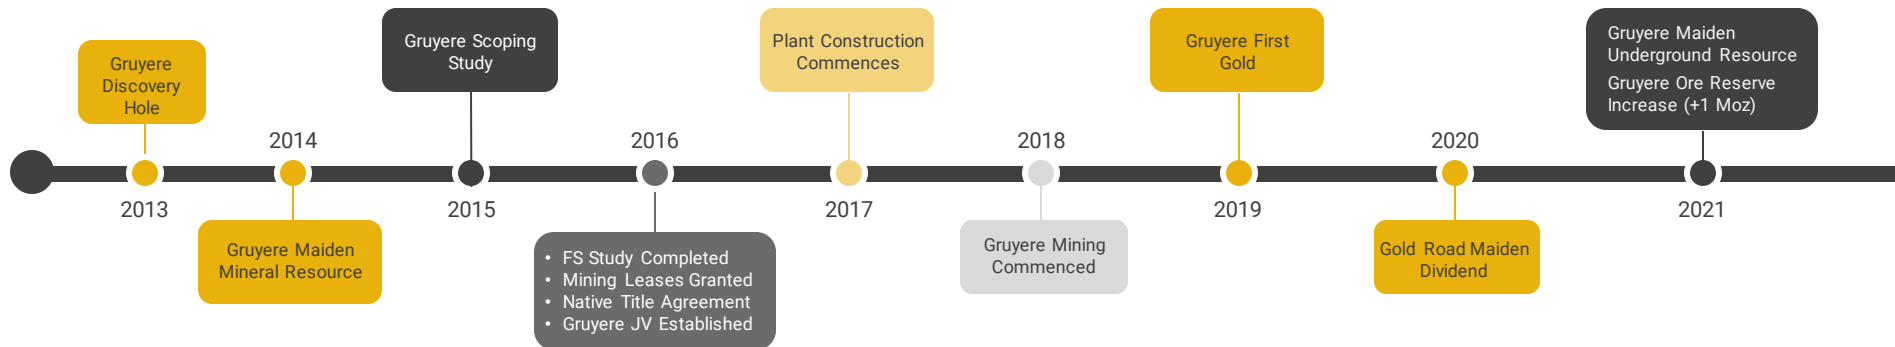 Gruyere
Discovery
Hole
2013
2014
Gruyere Maiden
Mineral Resource
Gruyere Scoping
Study
2015
2016
• FS Study Completed
• Mining Leases Granted
• Native Title Agreement
• Gruyere JV Established
Plant Construction
Commences
2017
2018
Gruyere Mining
Commenced
Gruyere First
Gold
2019
2020
Gold Road Maiden
Dividend
Gruyere Maiden
Underground Resource
Gruyere Ore Reserve
Increase (+1 Moz)
2021